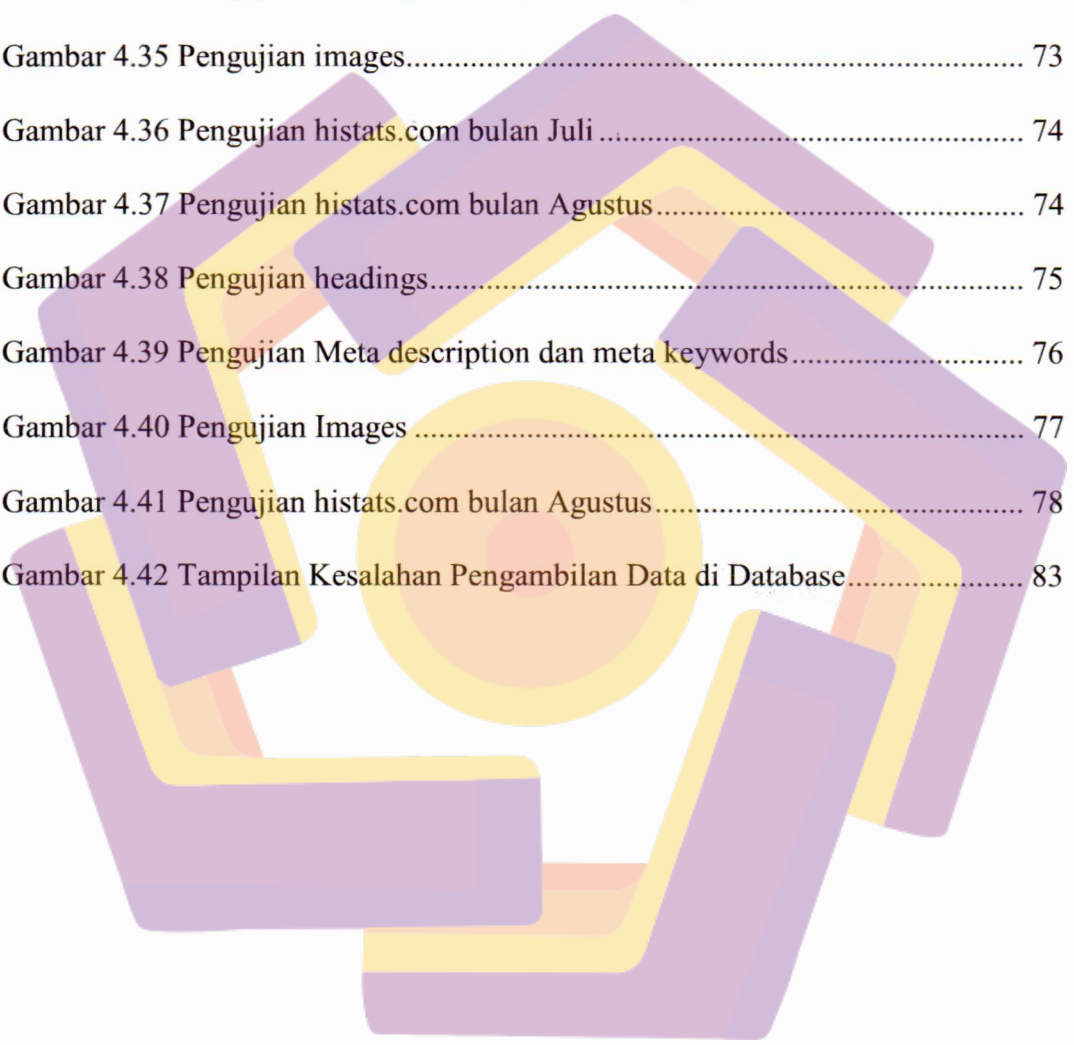 Gambar 4.35 Pengujian images............................................................................ 73
Gambar 4.36 Pengujian histats.com bulan Juli .................................................... 74
Gambar 4.37 Pengujian histats.com bulan Agustus.............................................. 74
Gambar 4.38 Pengujian headings......................................................................... 75
Gambar 4.39 Pengujian Meta description dan meta keywords............................. 76
Gambar 4.40 Pengujian Images ........................................................................... 77
Gambar 4.41 Pengujian histats.com bulan Agustus.............................................. 78
Gambar 4.42 Tampilan Kesalahan Pengambilan Data di Database...................... 83